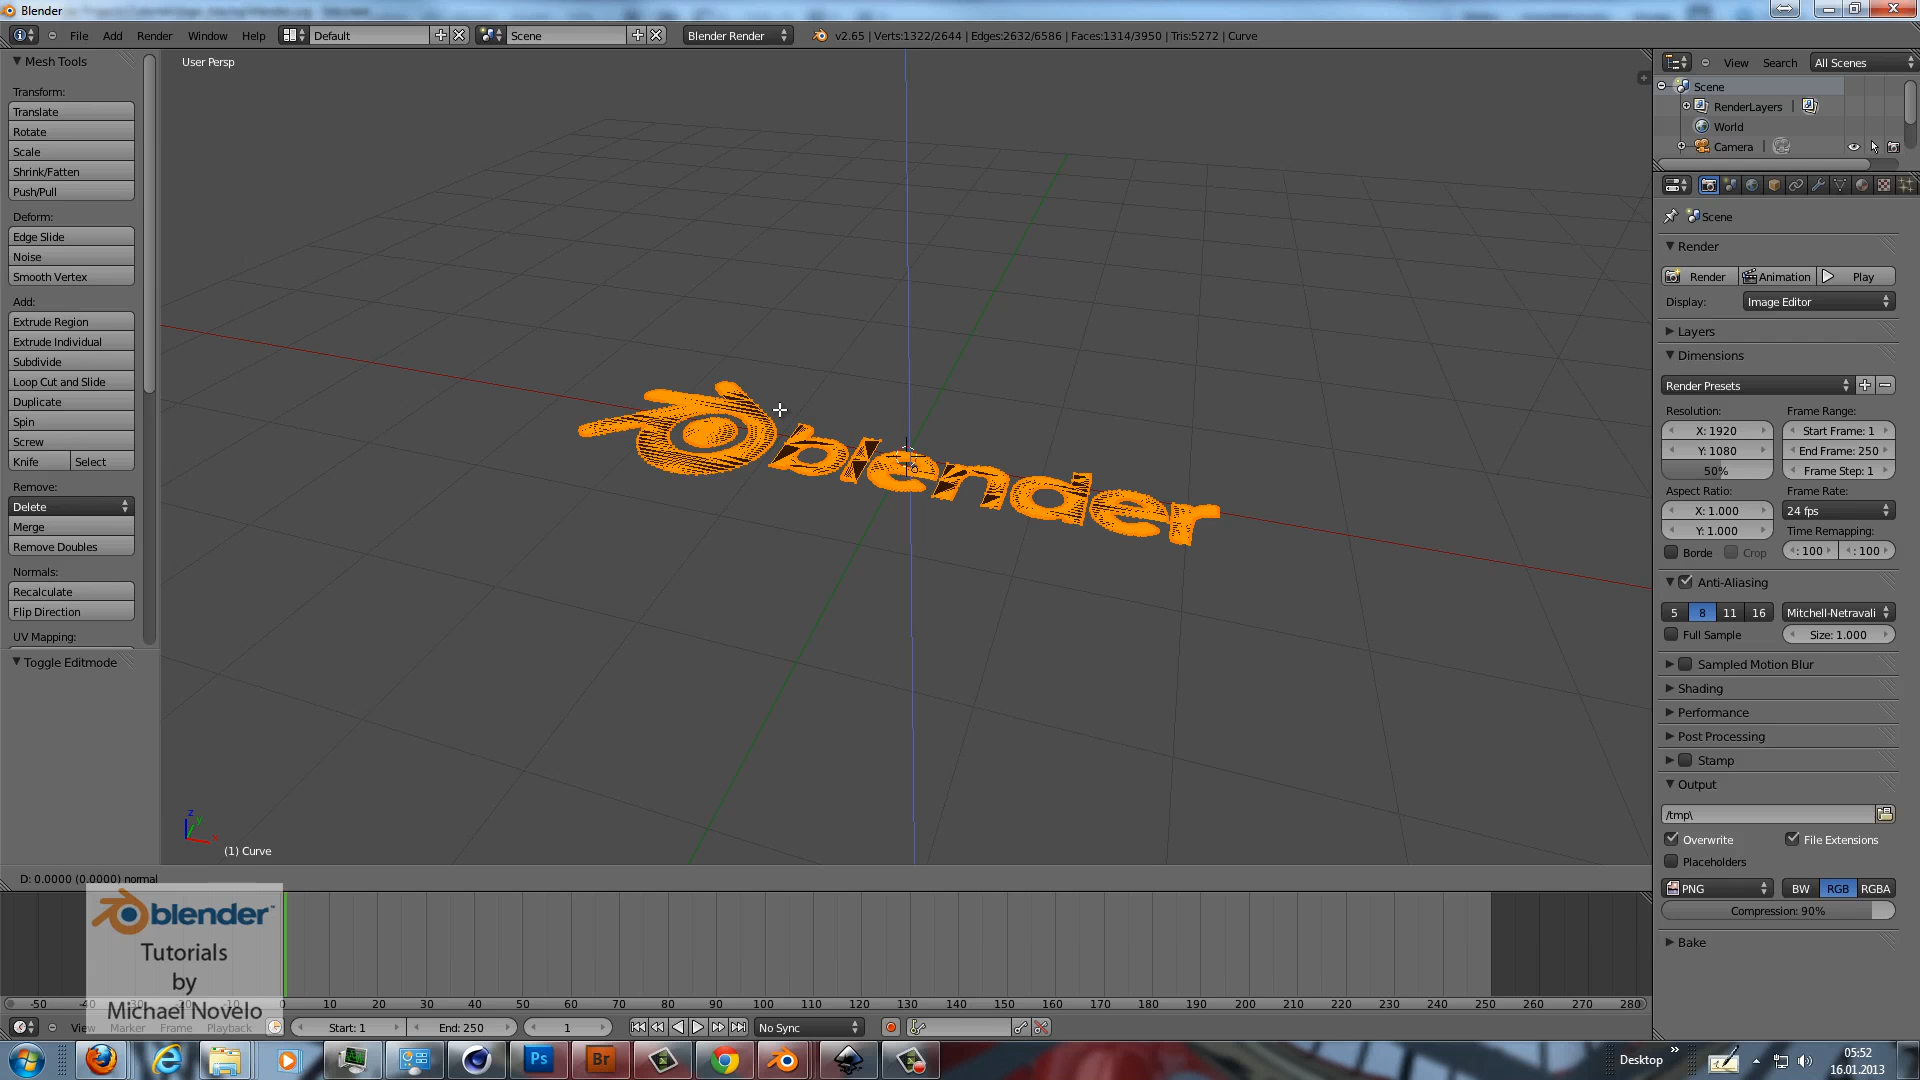 Blender
File Add Render Window Help Default Scene Blender Render v2.65 | Verts:1322/2644 | Edges:2632/6586 | Faces:1314/3950 | Tris:5272 | Curve
Mesh Tools
Transform:
Translate
Rotate
Scale
Shrink/Fatten
Push/Pull
Deform:
Edge Slide
Noise
Smooth Vertex
Add:
Extrude Region
Extrude Individual
Subdivide
Loop Cut and Slide
Duplicate
Spin
Screw
Knife Select
Remove:
Delete
Merge
Remove Doubles
Normals:
Recalculate
Flip Direction
UV Mapping:
Toggle Editmode
User Persp
blender
z
y
x
(1) Curve
D: 0.0000 (0.0000) normal
View Search All Scenes
Scene
RenderLayers |
World
Camera |
Scene
Render
Render Animation Play
Display: Image Editor
Layers
Dimensions
Render Presets
Resolution: Frame Range:
X: 1920 Start Frame: 1
Y: 1080 End Frame: 250
50% Frame Step: 1
Aspect Ratio: Frame Rate:
X: 1.000 24 fps
Y: 1.000 Time Remapping:
Borde Crop : 100 : 100
Anti-Aliasing
5 8 11 16 Mitchell-Netravali
Full Sample Size: 1.000
Sampled Motion Blur
Shading
Performance
Post Processing
Stamp
Output
/tmp\
Overwrite File Extensions
Placeholders
PNG BW RGB RGBA
Compression: 90%
Bake
blender
Tutorials
by
Michael Novelo
-50 -40 0 10 20 30 40 50 60 70 80 90 100 110 120 130 140 150 160 170 180 190 200 210 220 230 240 250 260 270 280
View Marker Frame Playback Start: 1 End: 250 1 No Sync
Ps Br Desktop » 05:52
16.01.2013